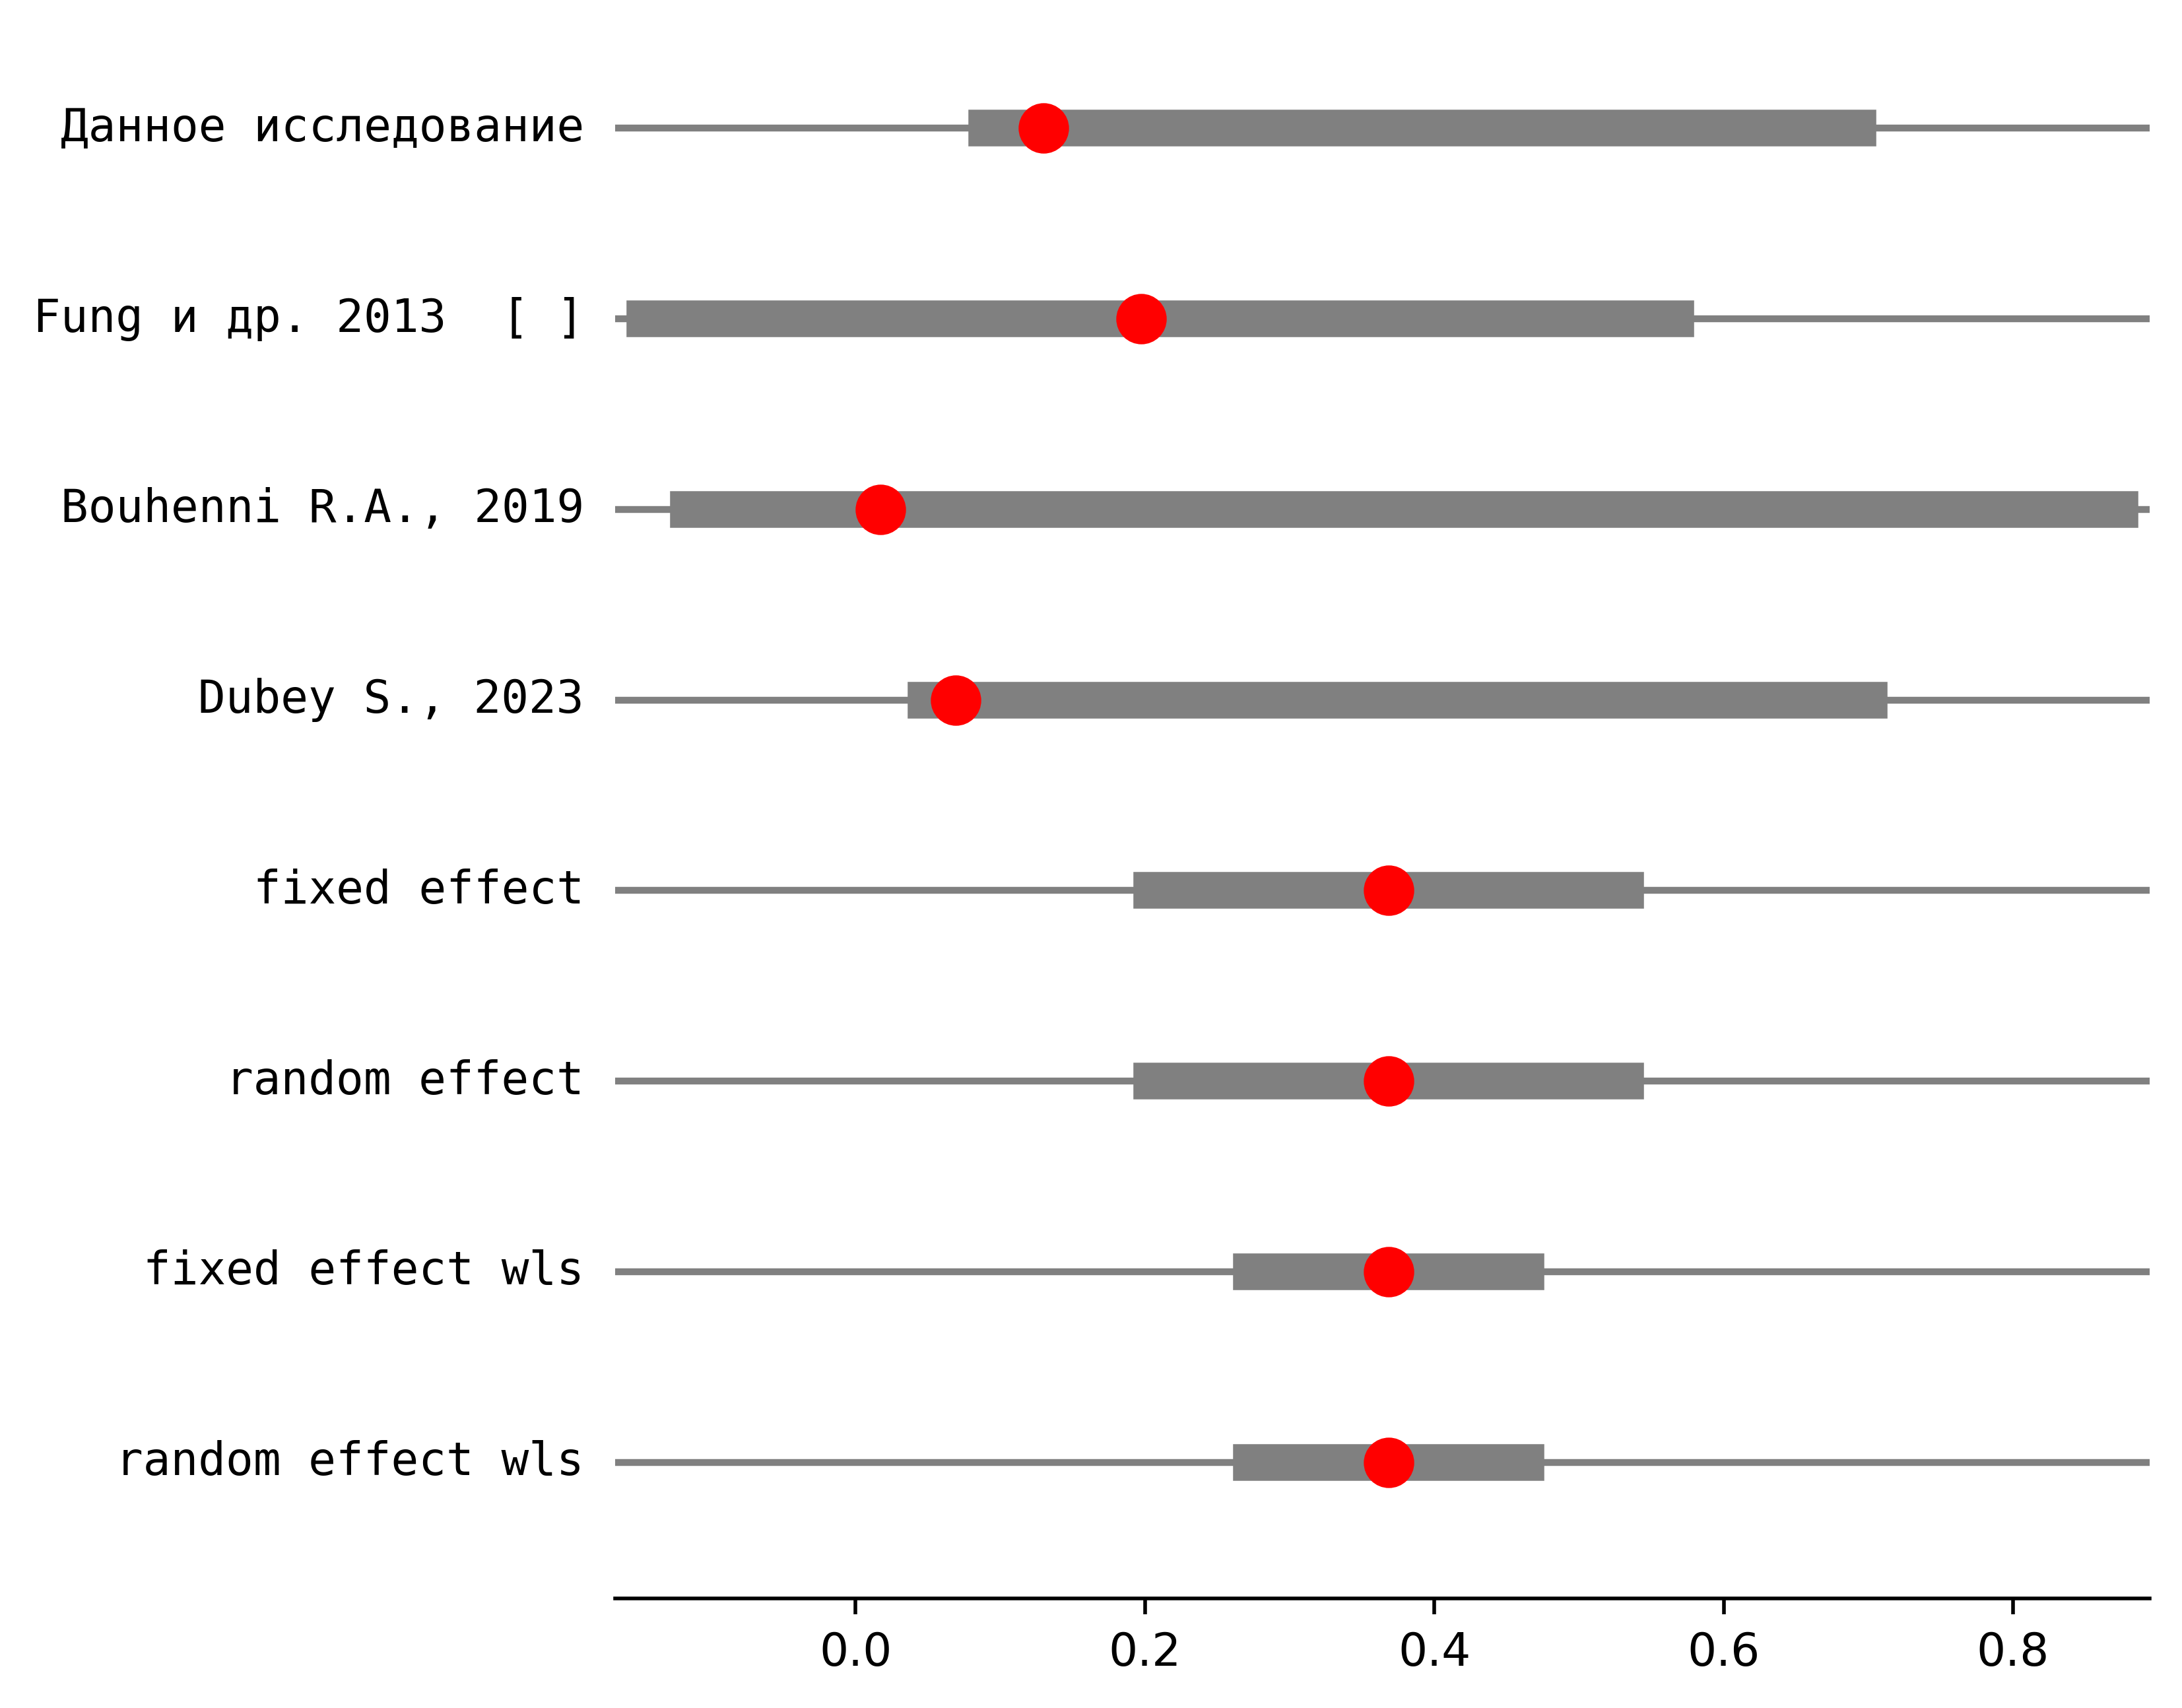 Данное исследование
Fung и др. 2013  [ ]
Bouhenni R.A., 2019
Dubey S., 2023
fixed effect
random effect
fixed effect wls
random effect wls
0.0 0.2 0.4 0.6 0.8